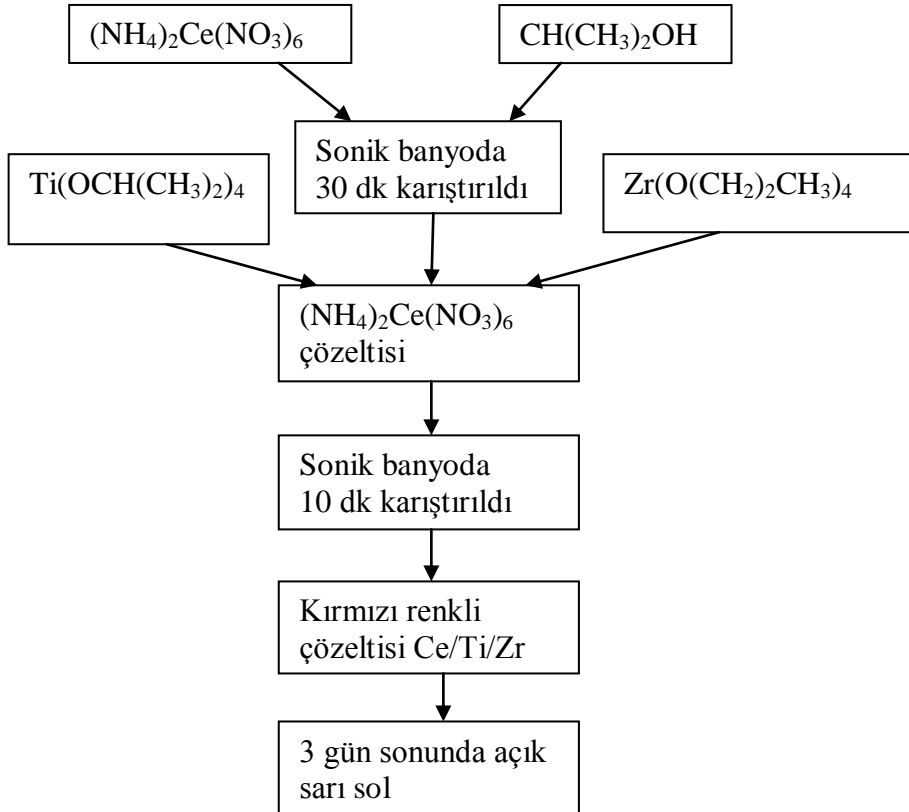 (NH₄)₂Ce(NO₃)₆
CH(CH₃)₂OH
Sonik banyoda
30 dk karıştırıldı
Ti(OCH(CH₃)₂)₄
Zr(O(CH₂)₂CH₃)₄
(NH₄)₂Ce(NO₃)₆
çözeltisi
Sonik banyoda
10 dk karıştırıldı
Kırmızı renkli
çözeltisi Ce/Ti/Zr
3 gün sonunda açık
sarı sol